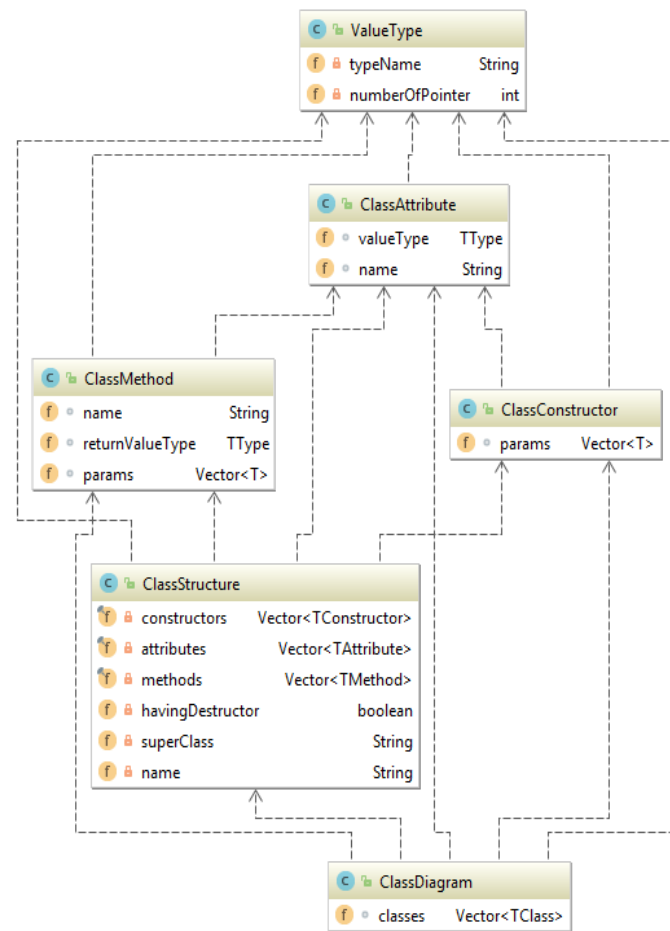 C ValueType
f typeName String
f numberOfPointer int
C ClassAttribute
f valueType TType
f name String
C ClassMethod
f name String
f returnValueType TType
f params Vector<T>
C ClassConstructor
f params Vector<T>
C ClassStructure
f constructors Vector<TConstructor>
f attributes Vector<TAttribute>
f methods Vector<TMethod>
f havingDestructor boolean
f superClass String
f name String
C ClassDiagram
f classes Vector<TClass>